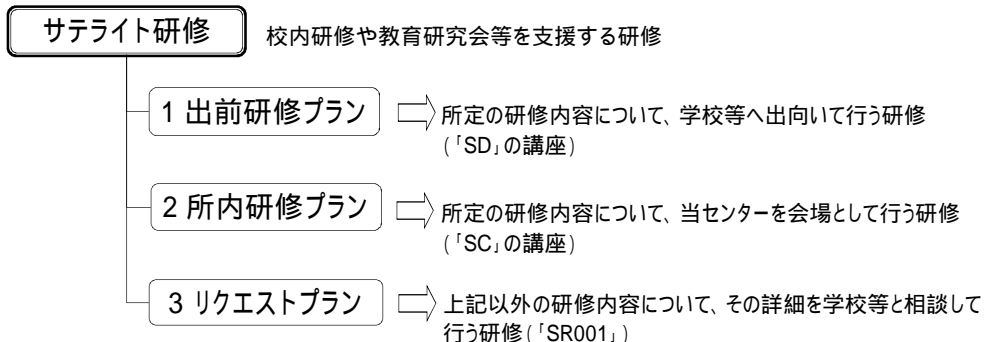 サテライト研修
校内研修や教育研究会等を支援する研修
1 出前研修プラン
所定の研修内容について、学校等へ出向いて行う研修
(「SD」の講座)
2 所内研修プラン
所定の研修内容について、当センターを会場として行う研修
(「SC」の講座)
3 リクエストプラン
上記以外の研修内容について、その詳細を学校等と相談して
行う研修(「SR001」)